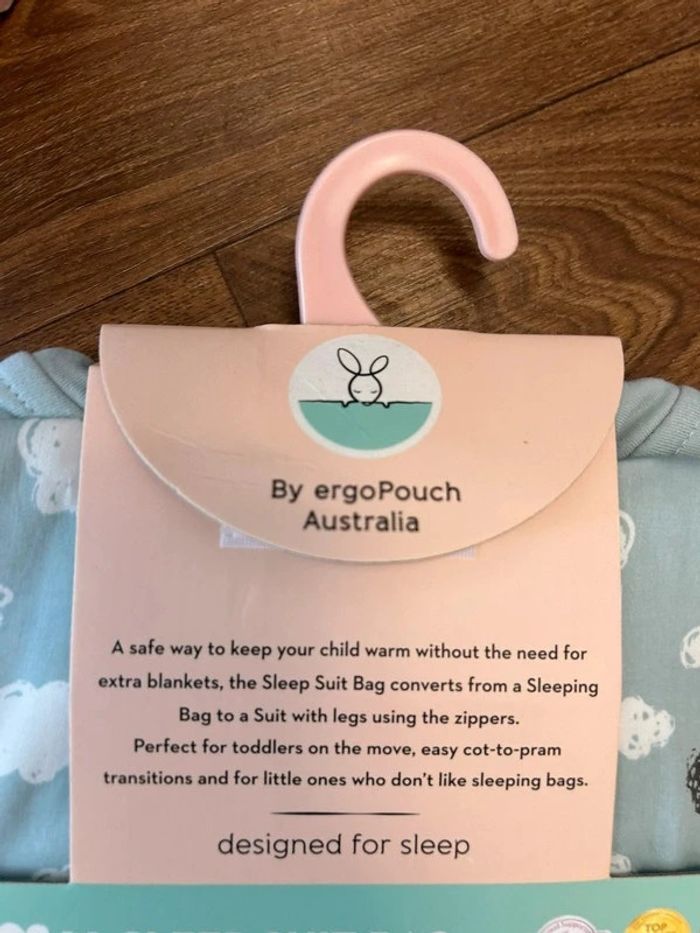 By ergoPouch
Australia
A safe way to keep your child warm without the need for
extra blankets, the Sleep Suit Bag converts from a Sleeping
Bag to a Suit with legs using the zippers.
Perfect for toddlers on the move, easy cot-to-pram
transitions and for little ones who don't like sleeping bags.
designed for sleep
TOP